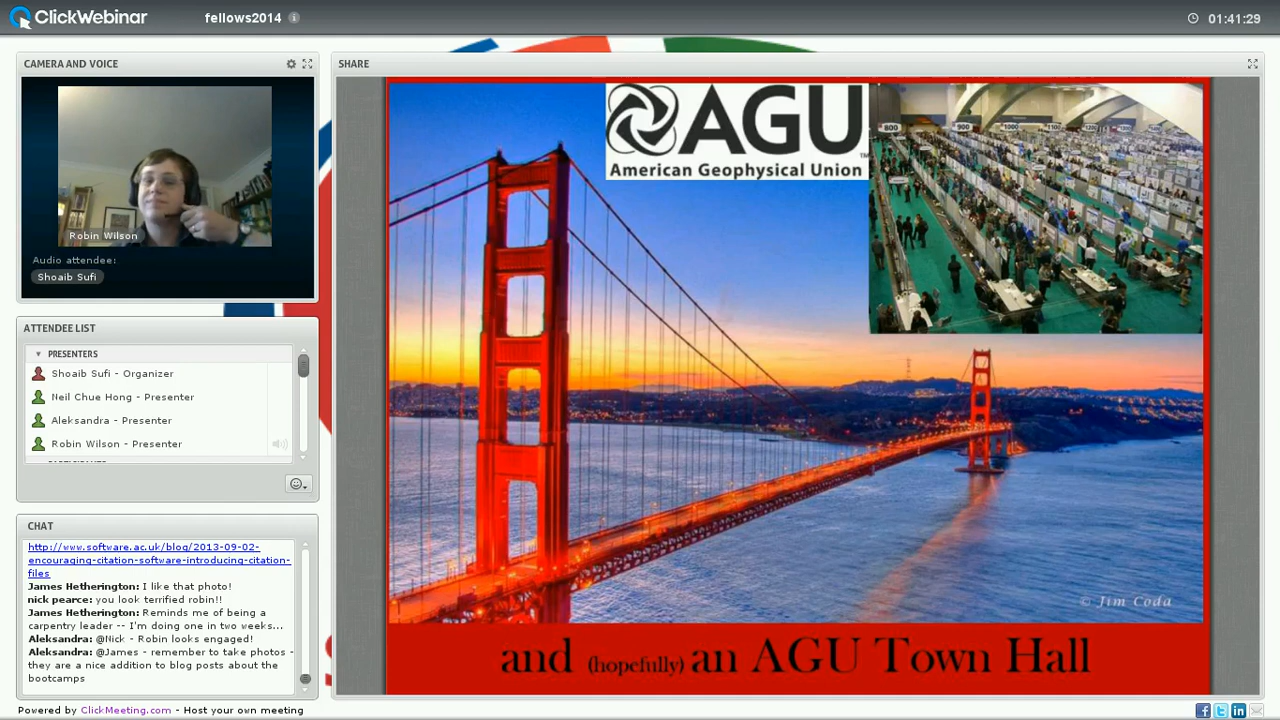 ClickWebinar
fellows2014
01:41:29
CAMERA AND VOICE
Robin Wilson
Audio attendee:
Shoaib Sufi
ATTENDEE LIST
PRESENTERS
Shoaib Sufi - Organizer
Neil Chue Hong - Presenter
Aleksandra - Presenter
Robin Wilson - Presenter
CHAT
http://www.software.ac.uk/blog/2013-09-02-
encouraging-citation-software-introducing-citation-
files
James Hetherington: I like that photo!
nick pearce: you look terrified robin!!
James Hetherington: Reminds me of being a
carpentry leader -- I'm doing one in two weeks...
Aleksandra: @Nick - Robin looks engaged!
Aleksandra: @James - remember to take photos -
they are a nice addition to blog posts about the
bootcamps
Powered by ClickMeeting.com - Host your own meeting
SHARE
AGU
American Geophysical Union
800
900
1000
1100
© Jim Coda
and (hopefully) an AGU Town Hall